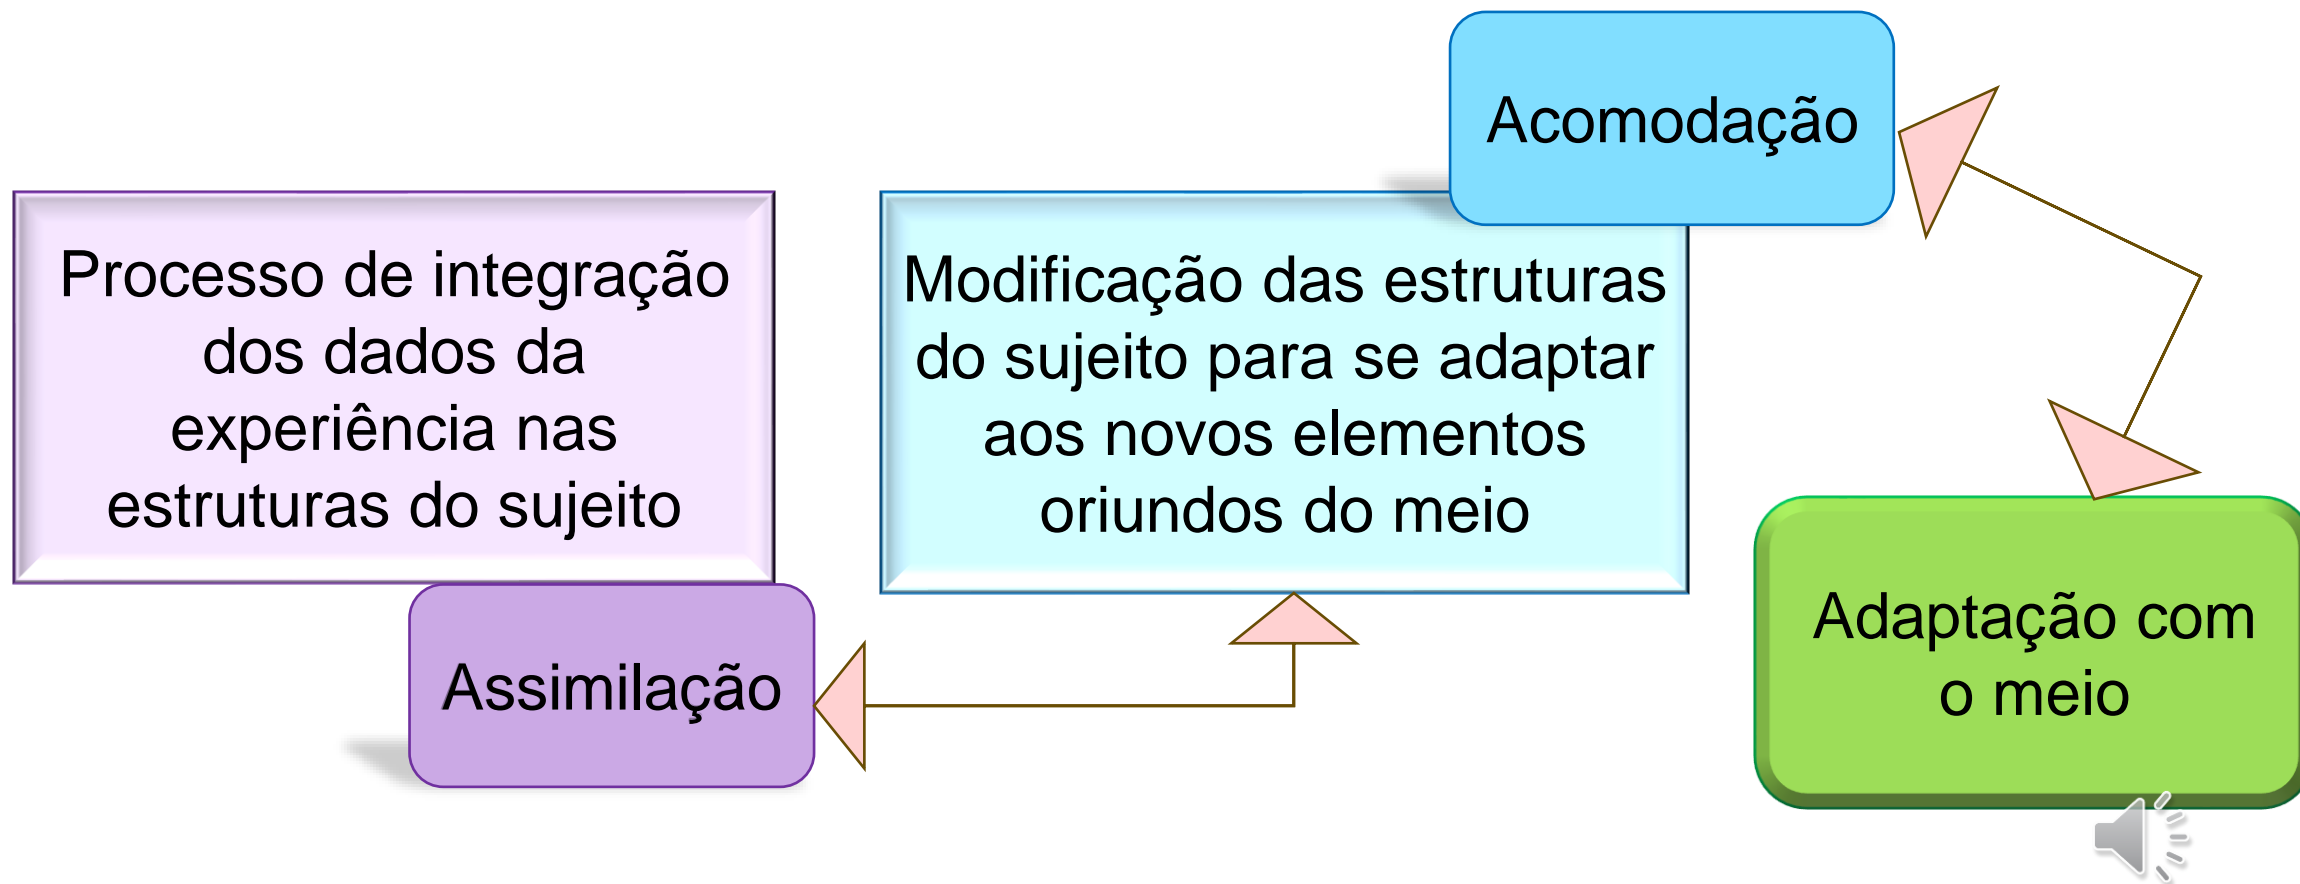 Processo de integração
dos dados da
experiência nas
estruturas do sujeito
Assimilação
Acomodação
Modificação das estruturas
do sujeito para se adaptar
aos novos elementos
oriundos do meio
Adaptação com
o meio